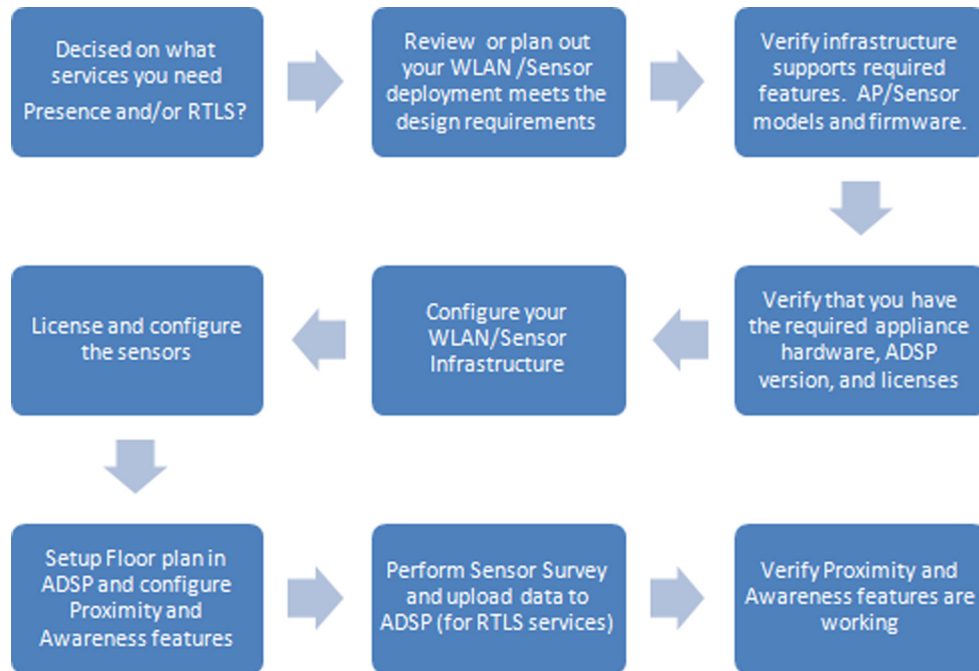 Decised on what
services you need
Presence and/or RTLS?
Review or plan out
your WLAN /Sensor
deployment meets the
design requirements
Verify infrastructure
supports required
features. AP/Sensor
models and firmware.
Verify that you have
the required appliance
hardware, ADSP
version, and licenses
Configure your
WLAN/Sensor
Infrastructure
License and configure
the sensors
Setup Floor plan in
ADSP and configure
Proximity and
Awareness features
Perform Sensor Survey
and upload data to
ADSP (for RTLS services)
Verify Proximity and
Awareness features are
working